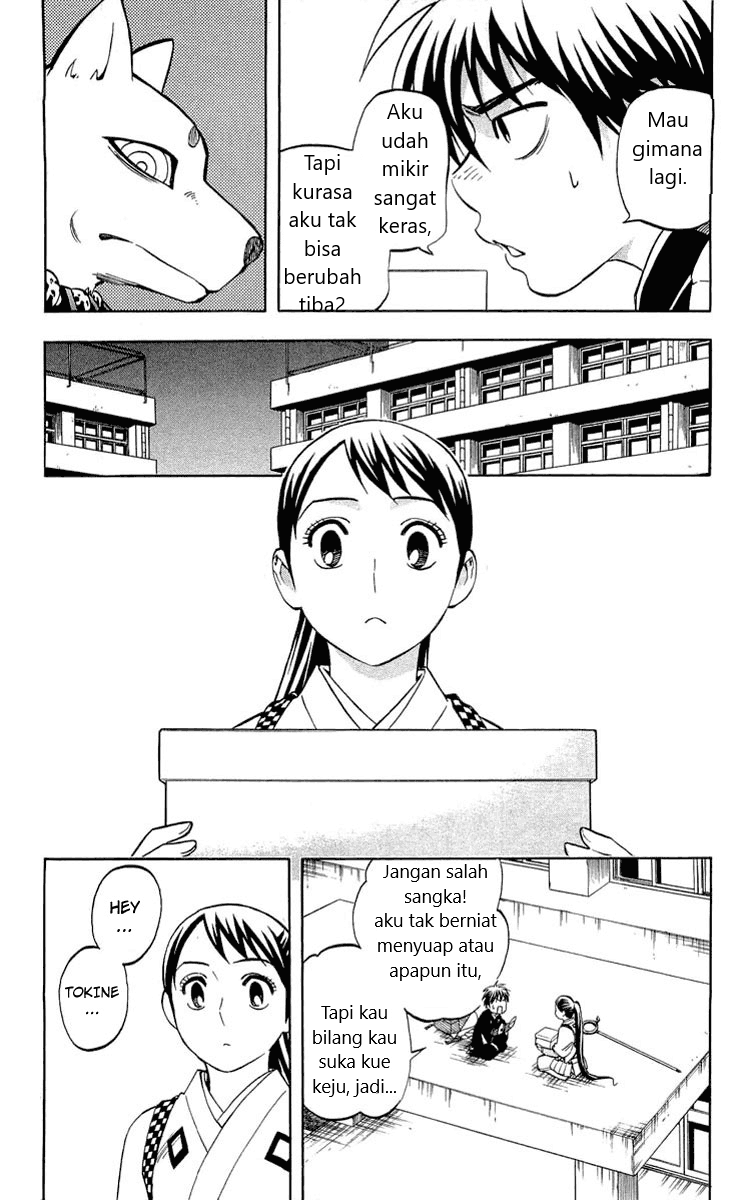 Mau
gimana
lagi.
Aku
udah
mikir
sangat
keras,
Tapi
kurasa
aku tak
bisa
berubah
tiba2
Jangan salah
sangka!
aku tak berniat
menyuap atau
apapun itu,
Tapi kau
bilang kau
suka kue
keju, jadi...
HEY
...
TOKINE
...